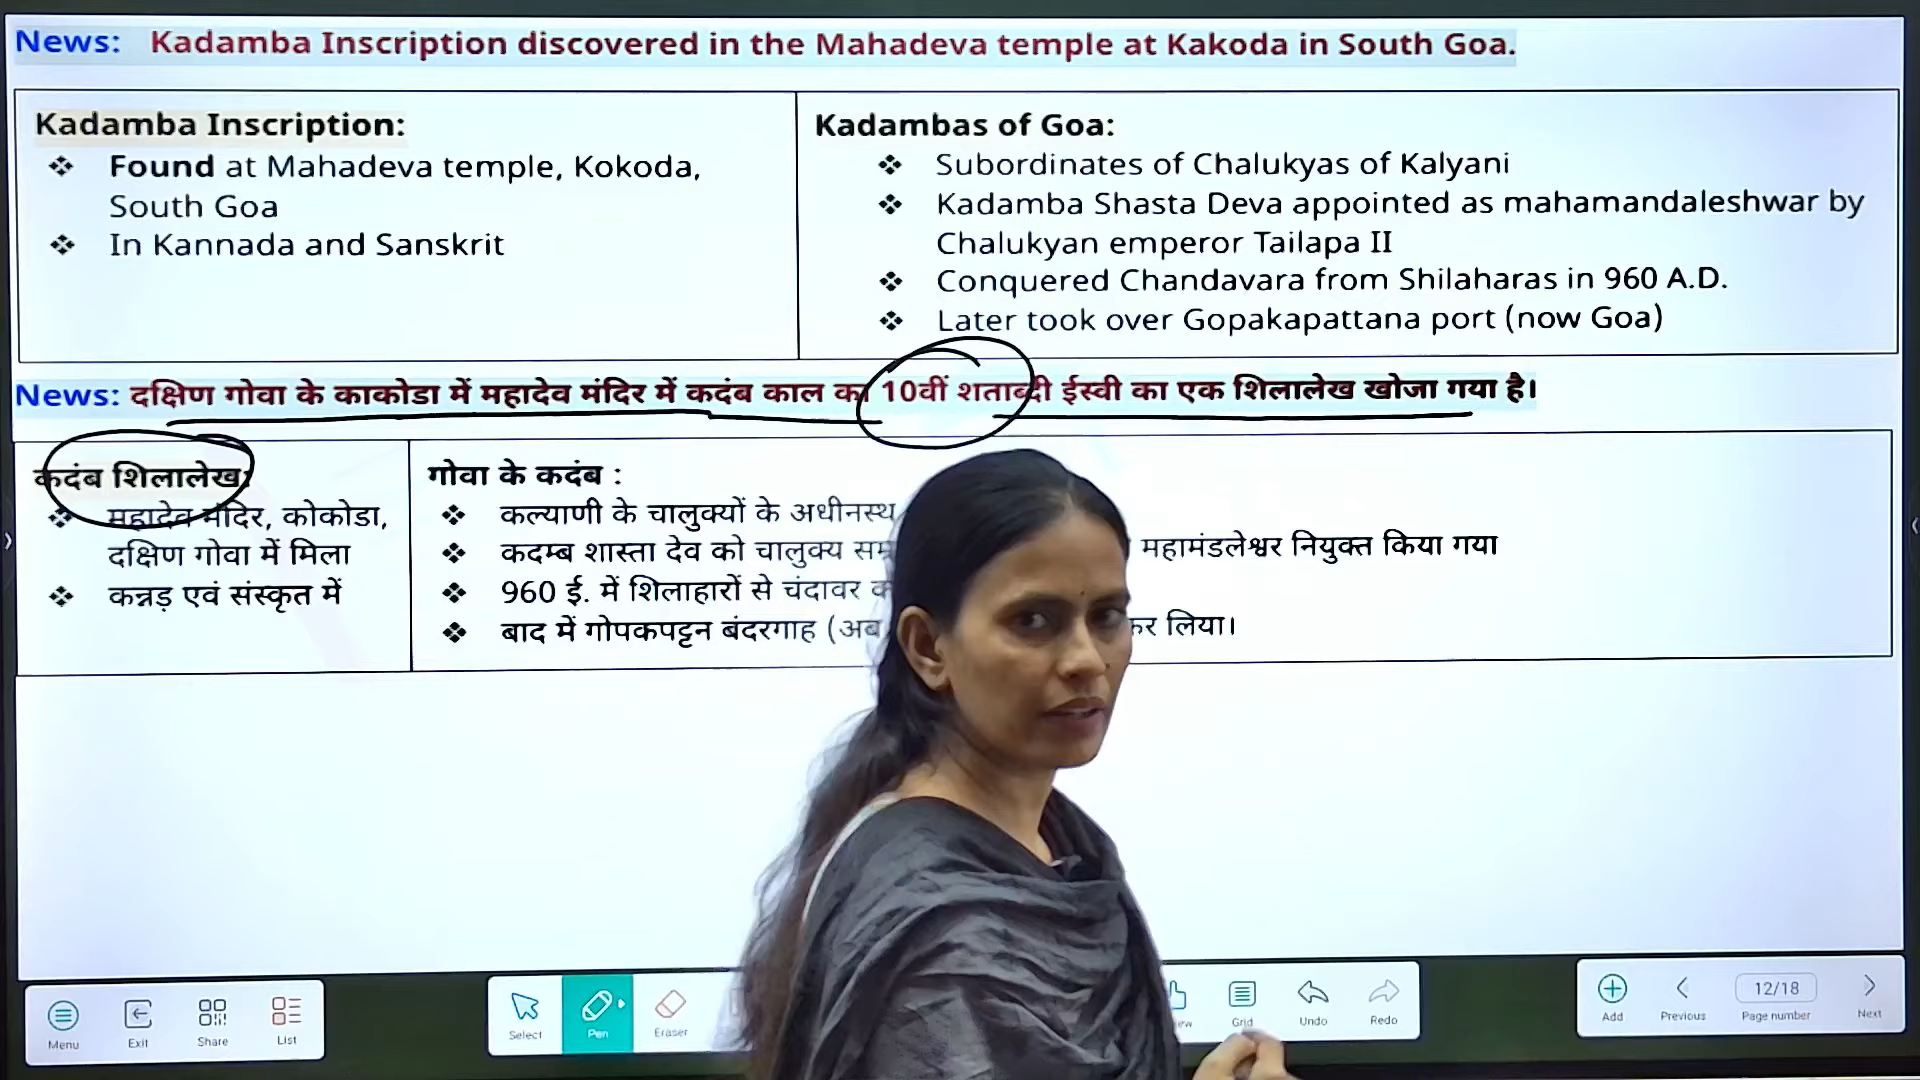 News: Kadamba Inscription discovered in the Mahadeva temple at Kakoda in South Goa.
Kadamba Inscription:
❖ Found at Mahadeva temple, Kokoda,
South Goa
❖ In Kannada and Sanskrit
Kadambas of Goa:
❖ Subordinates of Chalukyas of Kalyani
❖ Kadamba Shasta Deva appointed as mahamandaleshwar by
Chalukyan emperor Tailapa II
❖ Conquered Chandavara from Shilaharas in 960 A.D.
❖ Later took over Gopakapattana port (now Goa)
News: दक्षिण गोवा के काकोडा में महादेव मंदिर में कदंब काल का 10वीं शताब्दी ईस्वी का एक शिलालेख खोजा गया है।
कदंब शिलालेख:
❖ महादेव मंदिर, कोकोडा,
दक्षिण गोवा में मिला
❖ कन्नड़ एवं संस्कृत में
गोवा के कदंब :
❖ कल्याणी के चालुक्यों के अधीनस्थ
❖ कदम्ब शास्ता देव को चालुक्य महामंडलेश्वर नियुक्त किया गया
❖ 960 ई. में शिलाहारों से चंदावर
❖ बाद में गोपकपट्टन बंदरगाह (अब कर लिया।
Menu
Exit
Share
List
Select
Pen
Eraser
Grid
Undo
Redo
Add
Previous
12/18
Page number
Next